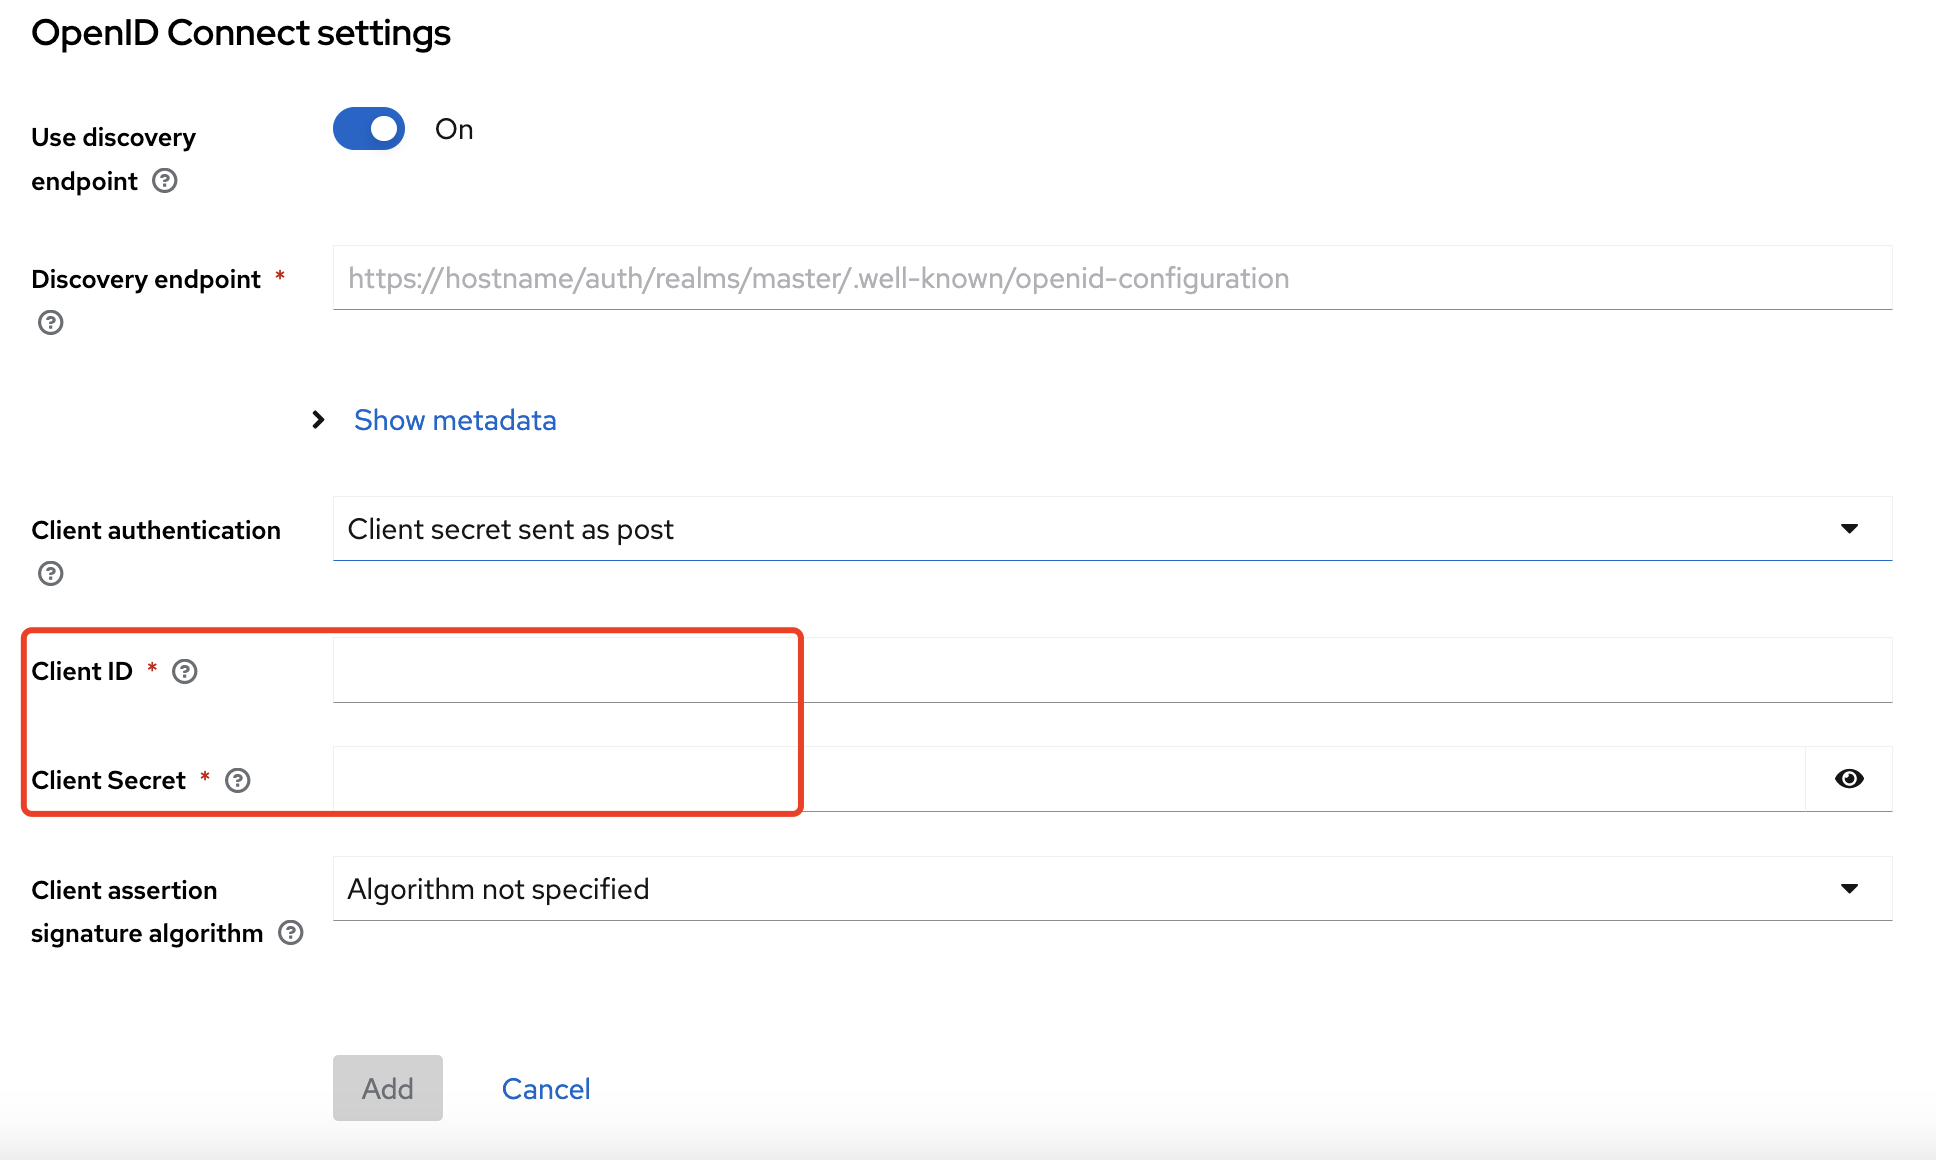 OpenID Connect settings
Use discovery
endpoint
On
Discovery endpoint *
https://hostname/auth/realms/master/.well-known/openid-configuration
Show metadata
Client authentication
Client secret sent as post
Client ID *
Client Secret *
Client assertion
signature algorithm
Algorithm not specified
Add
Cancel